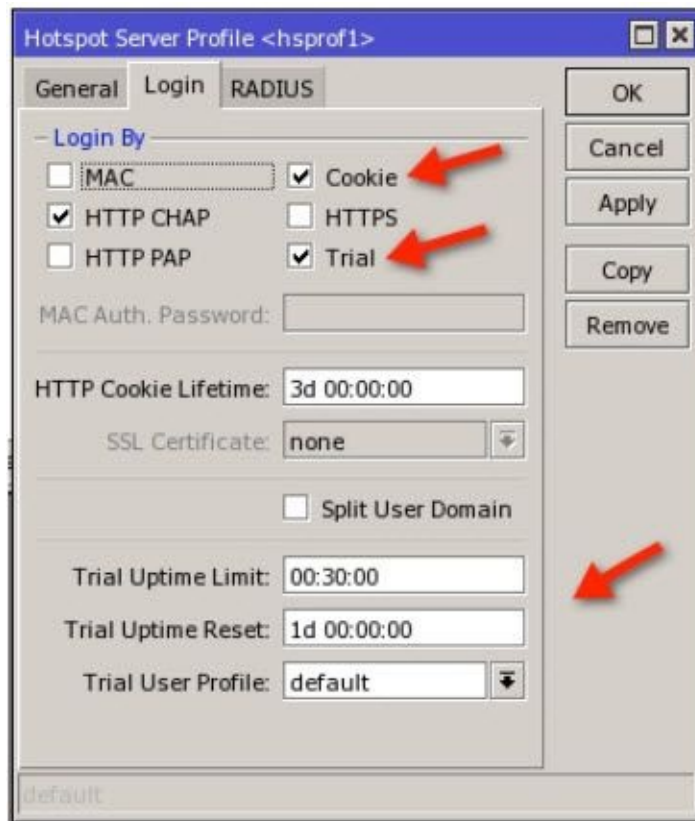 Hotspot Server Profile <hsprof1>
General Login RADIUS
OK
Login By
Cancel
MAC Cookie
Apply
HTTP CHAP HTTPS
HTTP PAP Trial
Copy
MAC Auth. Password:
Remove
HTTP Cookie Lifetime: 3d 00:00:00
SSL Certificate: none
Split User Domain
Trial Uptime Limit: 00:30:00
Trial Uptime Reset: 1d 00:00:00
Trial User Profile: default
default